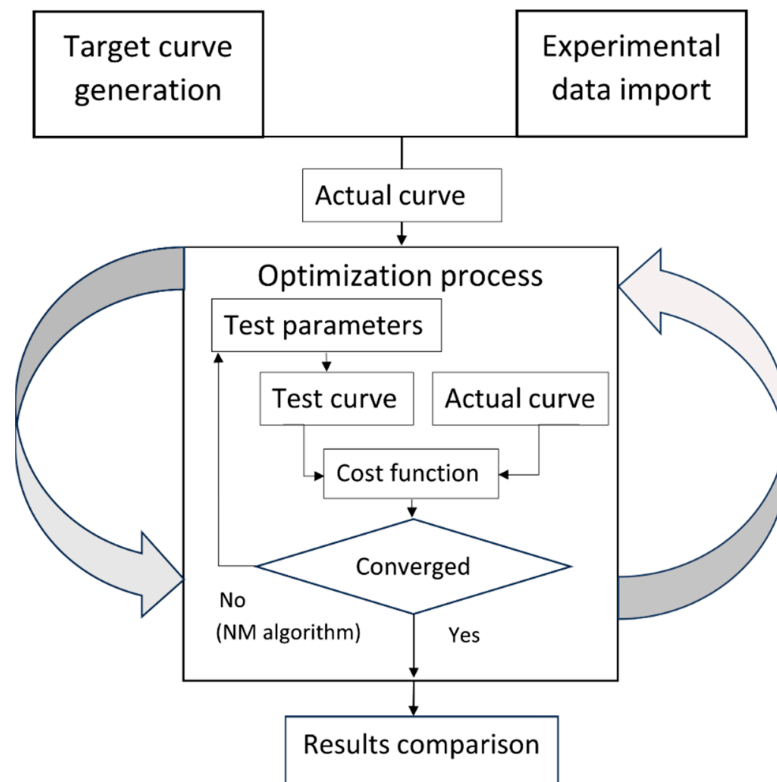 Target curve
generation
Experimental
data import
Actual curve
Optimization process
Test parameters
Test curve
Actual curve
Cost function
Converged
No
(NM algorithm)
Yes
Results comparison